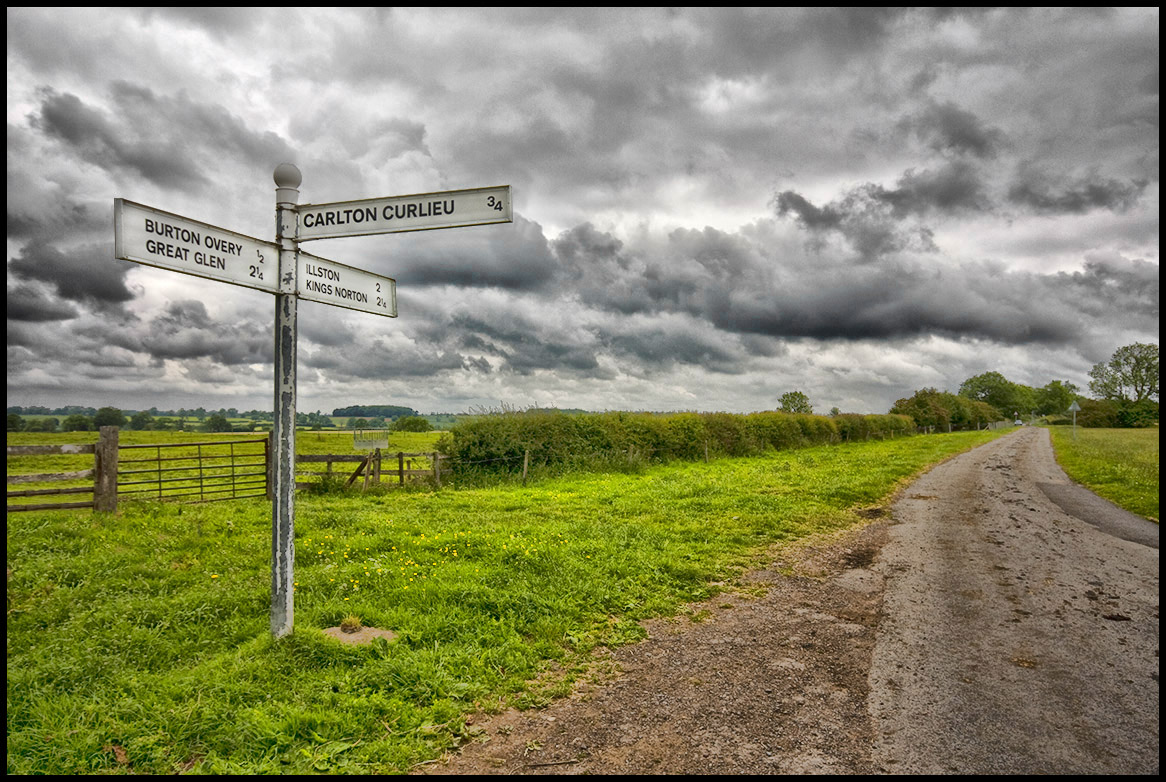 BURTON OVERY ½
GREAT GLEN 2¼
CARLTON CURLIEU ¾
ILLSTON 2
KINGS NORTON 2¼